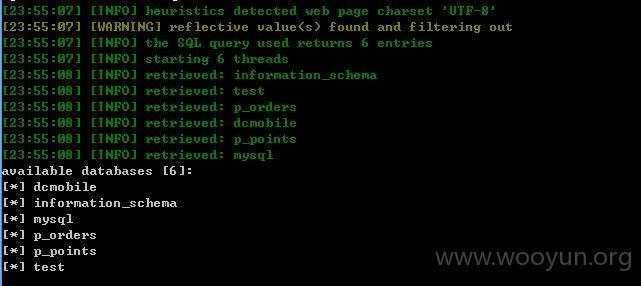 [23:55:07] [INFO] heuristics detected web page charset 'UTF-8'
[23:55:07] [WARNING] reflective value(s) found and filtering out
[23:55:07] [INFO] the SQL query used returns 6 entries
[23:55:07] [INFO] starting 6 threads
[23:55:08] [INFO] retrieved: information_schema
[23:55:08] [INFO] retrieved: test
[23:55:08] [INFO] retrieved: p_orders
[23:55:08] [INFO] retrieved: dcmobile
[23:55:08] [INFO] retrieved: p_points
[23:55:08] [INFO] retrieved: mysql
available databases [6]:
[*] dcmobile
[*] information_schema
[*] mysql
[*] p_orders
[*] p_points
[*] test
www.wooyun.org